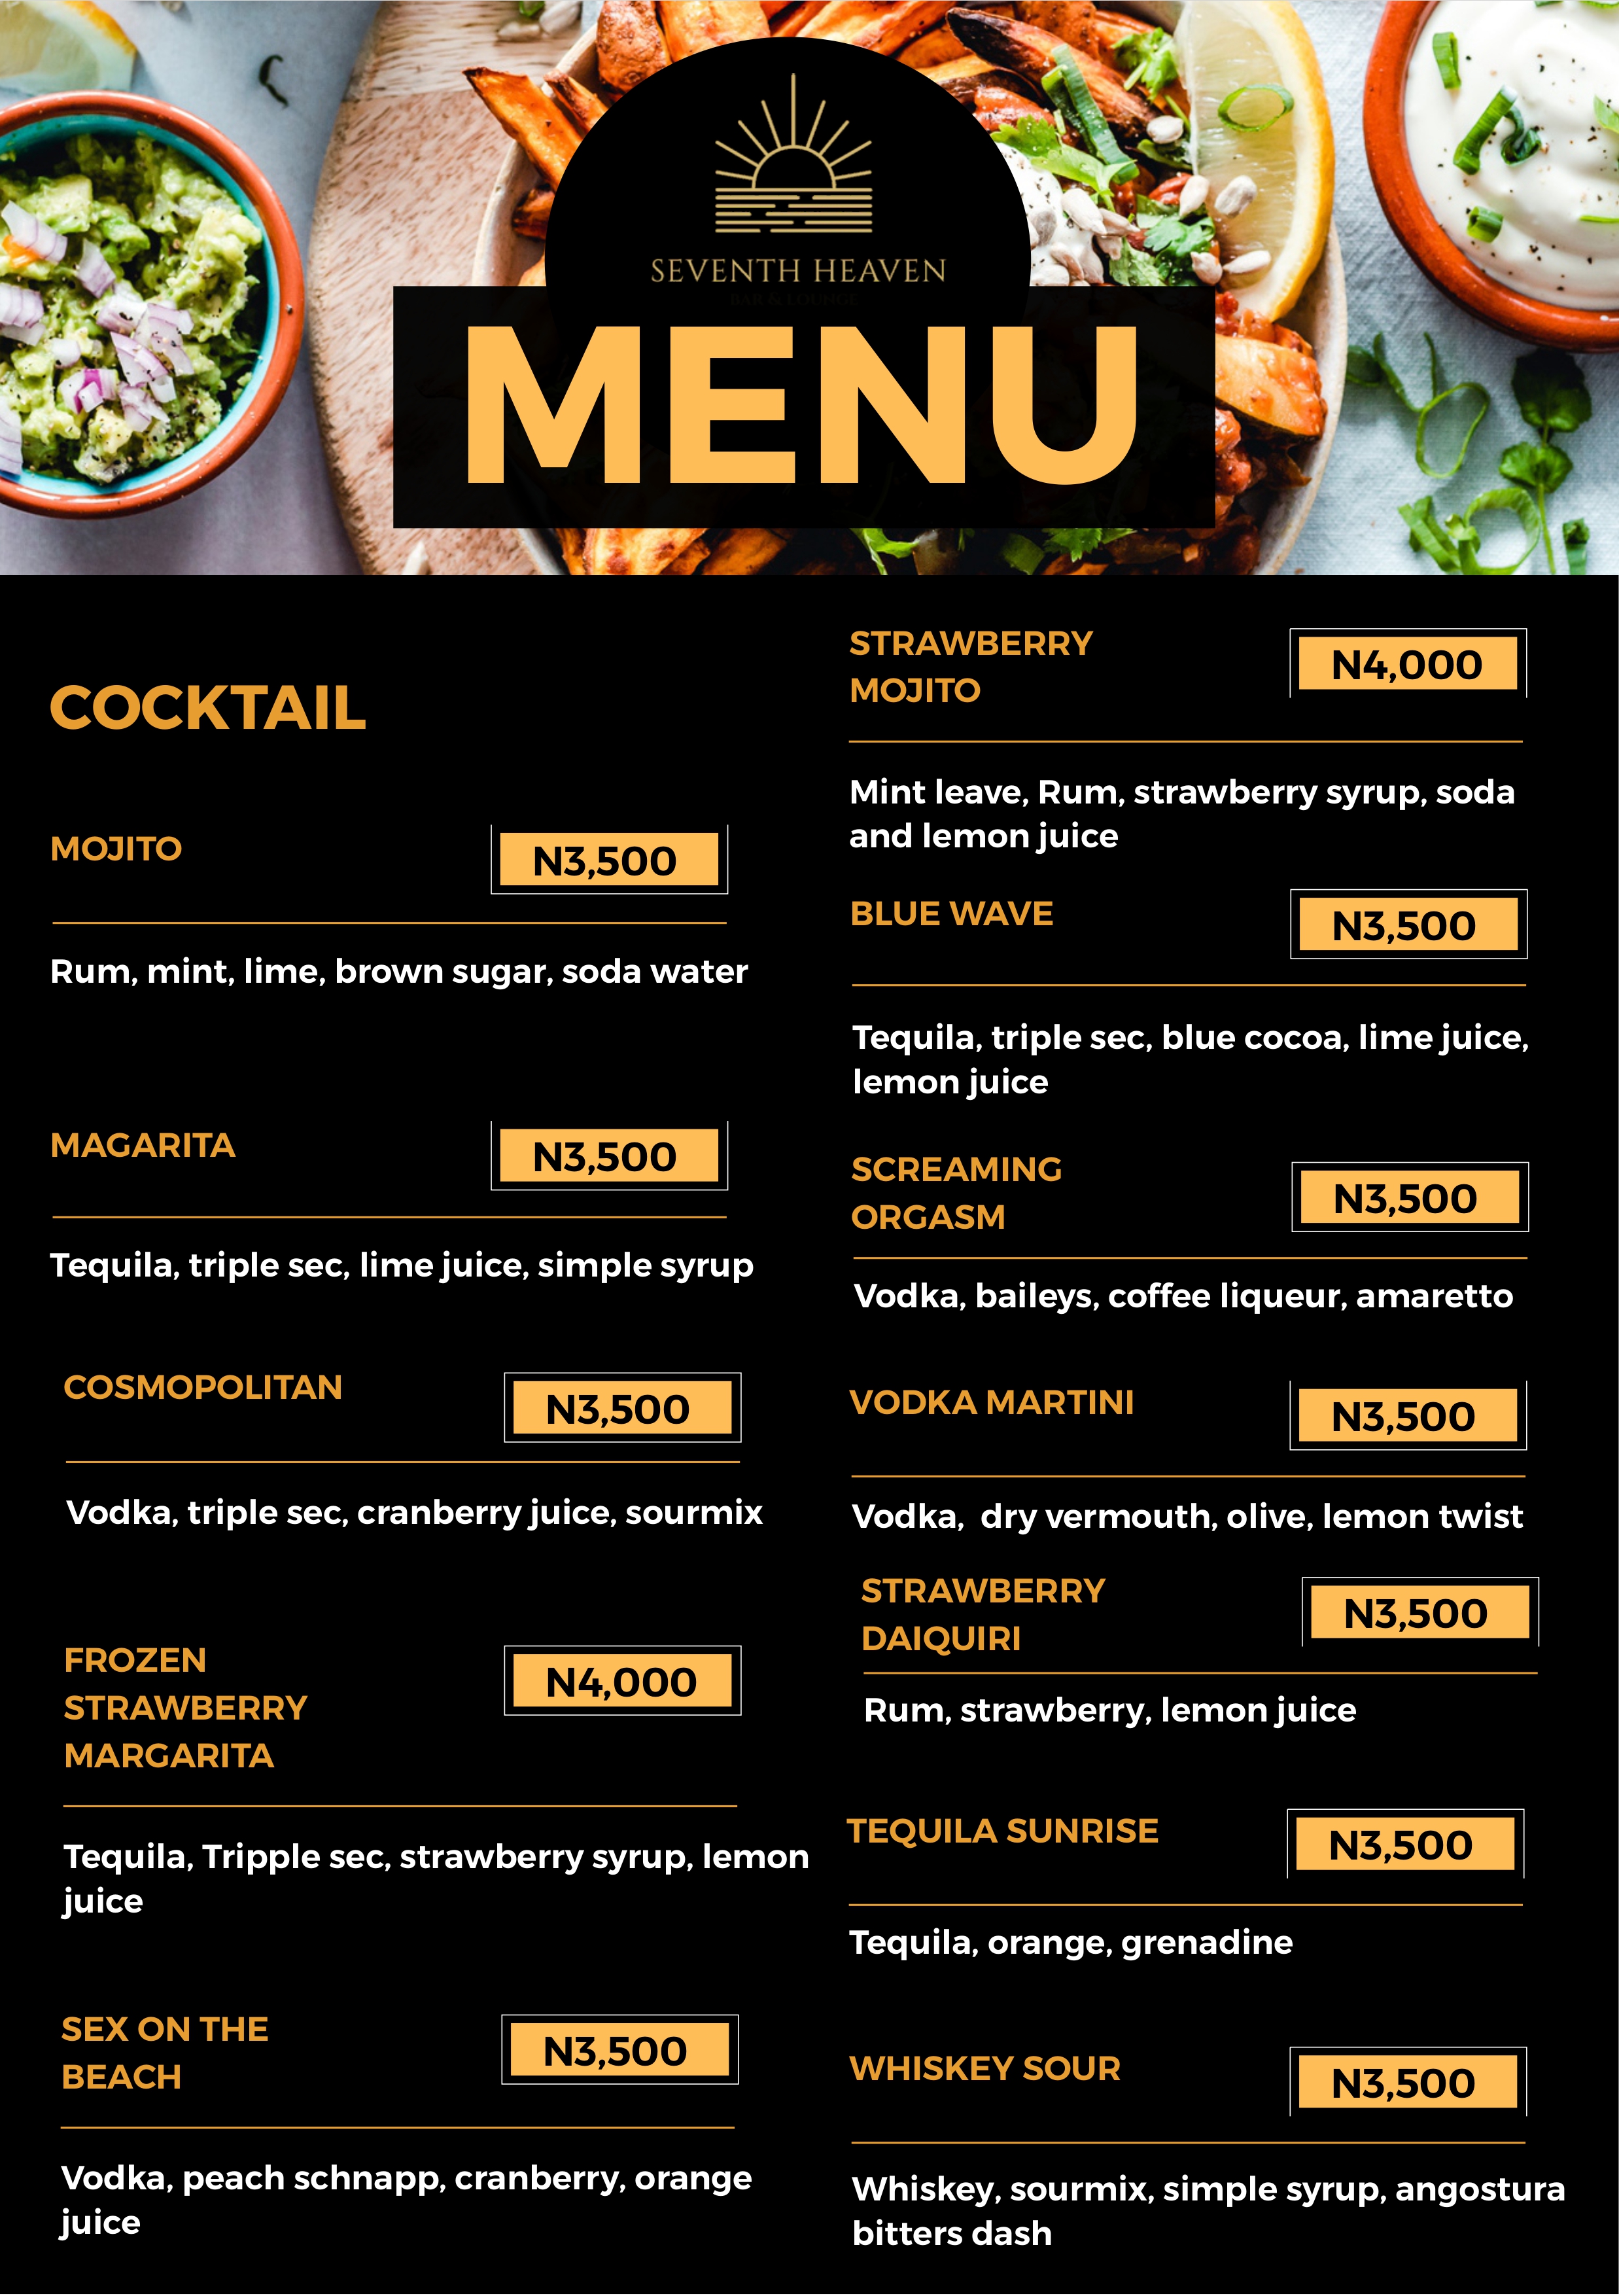 SEVENTH HEAVEN
BAR & LOUNGE
MENU
COCKTAIL
MOJITO
N3,500
Rum, mint, lime, brown sugar, soda water
MAGARITA
N3,500
Tequila, triple sec, lime juice, simple syrup
COSMOPOLITAN
N3,500
Vodka, triple sec, cranberry juice, sourmix
FROZEN
STRAWBERRY
MARGARITA
N4,000
Tequila, Tripple sec, strawberry syrup, lemon
juice
SEX ON THE
BEACH
N3,500
Vodka, peach schnapp, cranberry, orange
juice
STRAWBERRY
MOJITO
N4,000
Mint leave, Rum, strawberry syrup, soda
and lemon juice
BLUE WAVE
N3,500
Tequila, triple sec, blue cocoa, lime juice,
lemon juice
SCREAMING
ORGASM
N3,500
Vodka, baileys, coffee liqueur, amaretto
VODKA MARTINI
N3,500
Vodka,  dry vermouth, olive, lemon twist
STRAWBERRY
DAIQUIRI
N3,500
Rum, strawberry, lemon juice
TEQUILA SUNRISE
N3,500
Tequila, orange, grenadine
WHISKEY SOUR
N3,500
Whiskey, sourmix, simple syrup, angostura
bitters dash